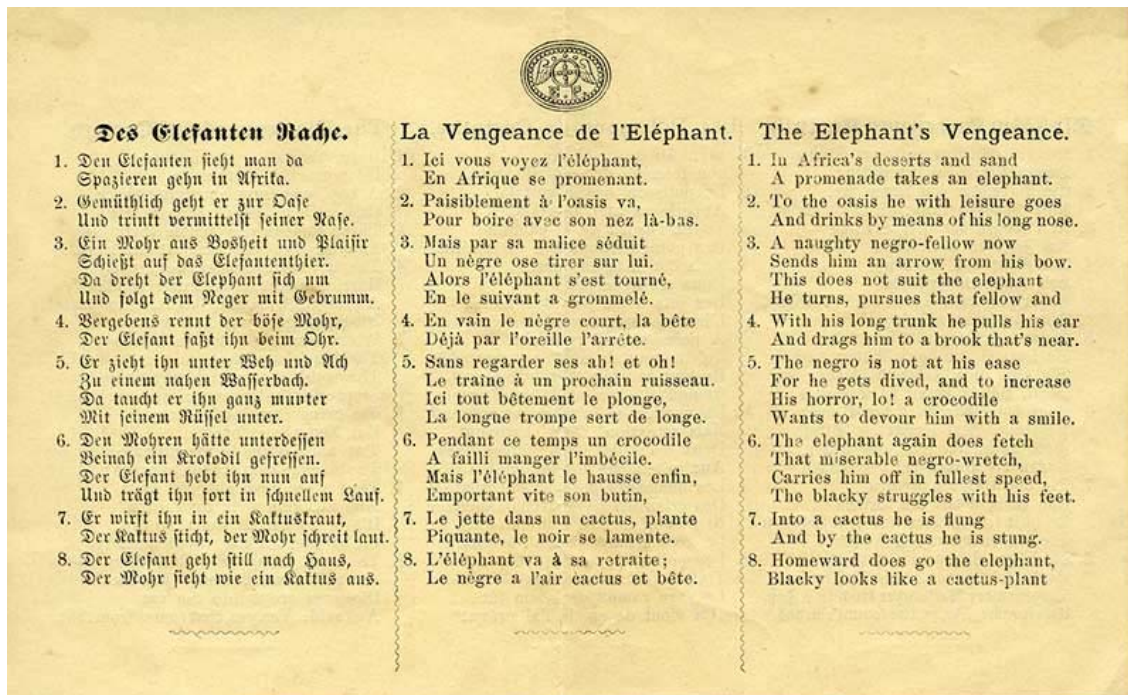 E. P.
Des Elefanten Rache.
1. Den Elefanten sieht man da
Spazieren gehn in Afrika.
2. Gemüthlich geht er zur Oase
Und trinkt vermittelst seiner Nase.
3. Ein Mohr aus Bosheit und Plaisir
Schießt auf das Elefantenthier.
Da dreht der Elephant sich um
Und folgt dem Neger mit Gebrumm.
4. Vergebens rennt der böse Mohr,
Der Elefant faßt ihn beim Ohr.
5. Er zieht ihn unter Weh und Ach
Zu einem nahen Wasserbach.
Da taucht er ihn ganz munter
Mit seinem Rüssel unter.
6. Den Mohren hätte unterdessen
Beinah ein Krokodil gefressen.
Der Elefant hebt ihn nun auf
Und trägt ihn fort in schnellem Lauf.
7. Er wirft ihn in ein Kaktuskraut,
Der Kaktus sticht, der Mohr schreit laut.
8. Der Elefant geht still nach Haus,
Der Mohr sieht wie ein Kaktus aus.
La Vengeance de l'Eléphant.
1. Ici vous voyez l'éléphant,
En Afrique se promenant.
2. Paisiblement à l'oasis va,
Pour boire avec son nez là-bas.
3. Mais par sa malice séduit
Un nègre ose tirer sur lui.
Alors l'éléphant s'est tourné,
En le suivant a grommelé.
4. En vain le nègre court, la bête
Déjà par l'oreille l'arrête.
5. Sans regarder ses ah! et oh!
Le traîne à un prochain ruisseau.
Ici tout bêtement le plonge,
La longue trompe sert de longe.
6. Pendant ce temps un crocodile
A failli manger l'imbécile.
Mais l'éléphant le hausse enfin,
Emportant vite son butin,
7. Le jette dans un cactus, plante
Piquante, le noir se lamente.
8. L'éléphant va à sa retraite;
Le nègre a l'air cactus et bête.
The Elephant's Vengeance.
1. In Africa's deserts and sand
A promenade takes an elephant.
2. To the oasis he with leisure goes
And drinks by means of his long nose.
3. A naughty negro-fellow now
Sends him an arrow from his bow.
This does not suit the elephant
He turns, pursues that fellow and
4. With his long trunk he pulls his ear
And drags him to a brook that's near.
5. The negro is not at his ease
For he gets dived, and to increase
His horror, lo! a crocodile
Wants to devour him with a smile.
6. The elephant again does fetch
That miserable negro-wretch,
Carries him off in fullest speed,
The blacky struggles with his feet.
7. Into a cactus he is flung
And by the cactus he is stung.
8. Homeward does go the elephant,
Blacky looks like a cactus-plant